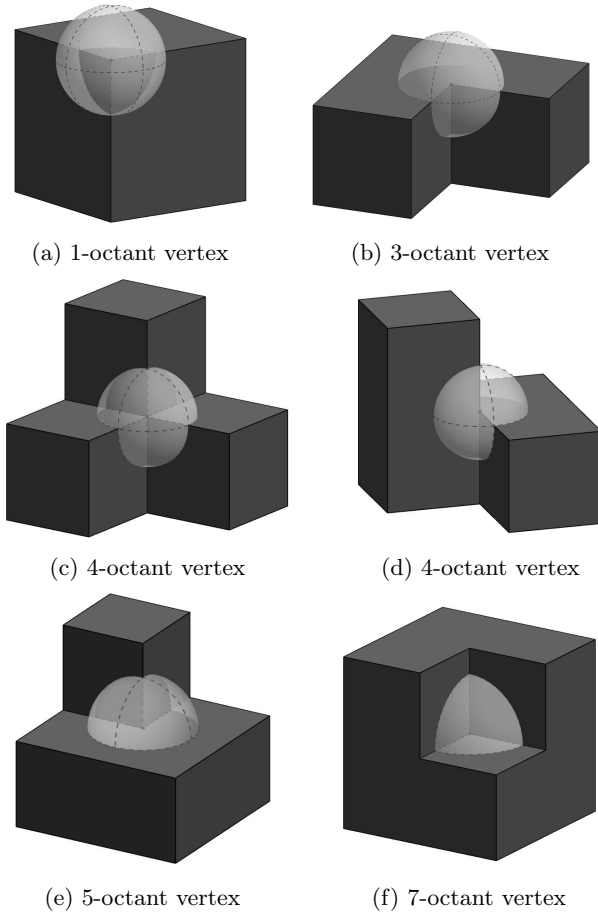 (a) 1-octant vertex
(b) 3-octant vertex
(c) 4-octant vertex
(d) 4-octant vertex
(e) 5-octant vertex
(f) 7-octant vertex